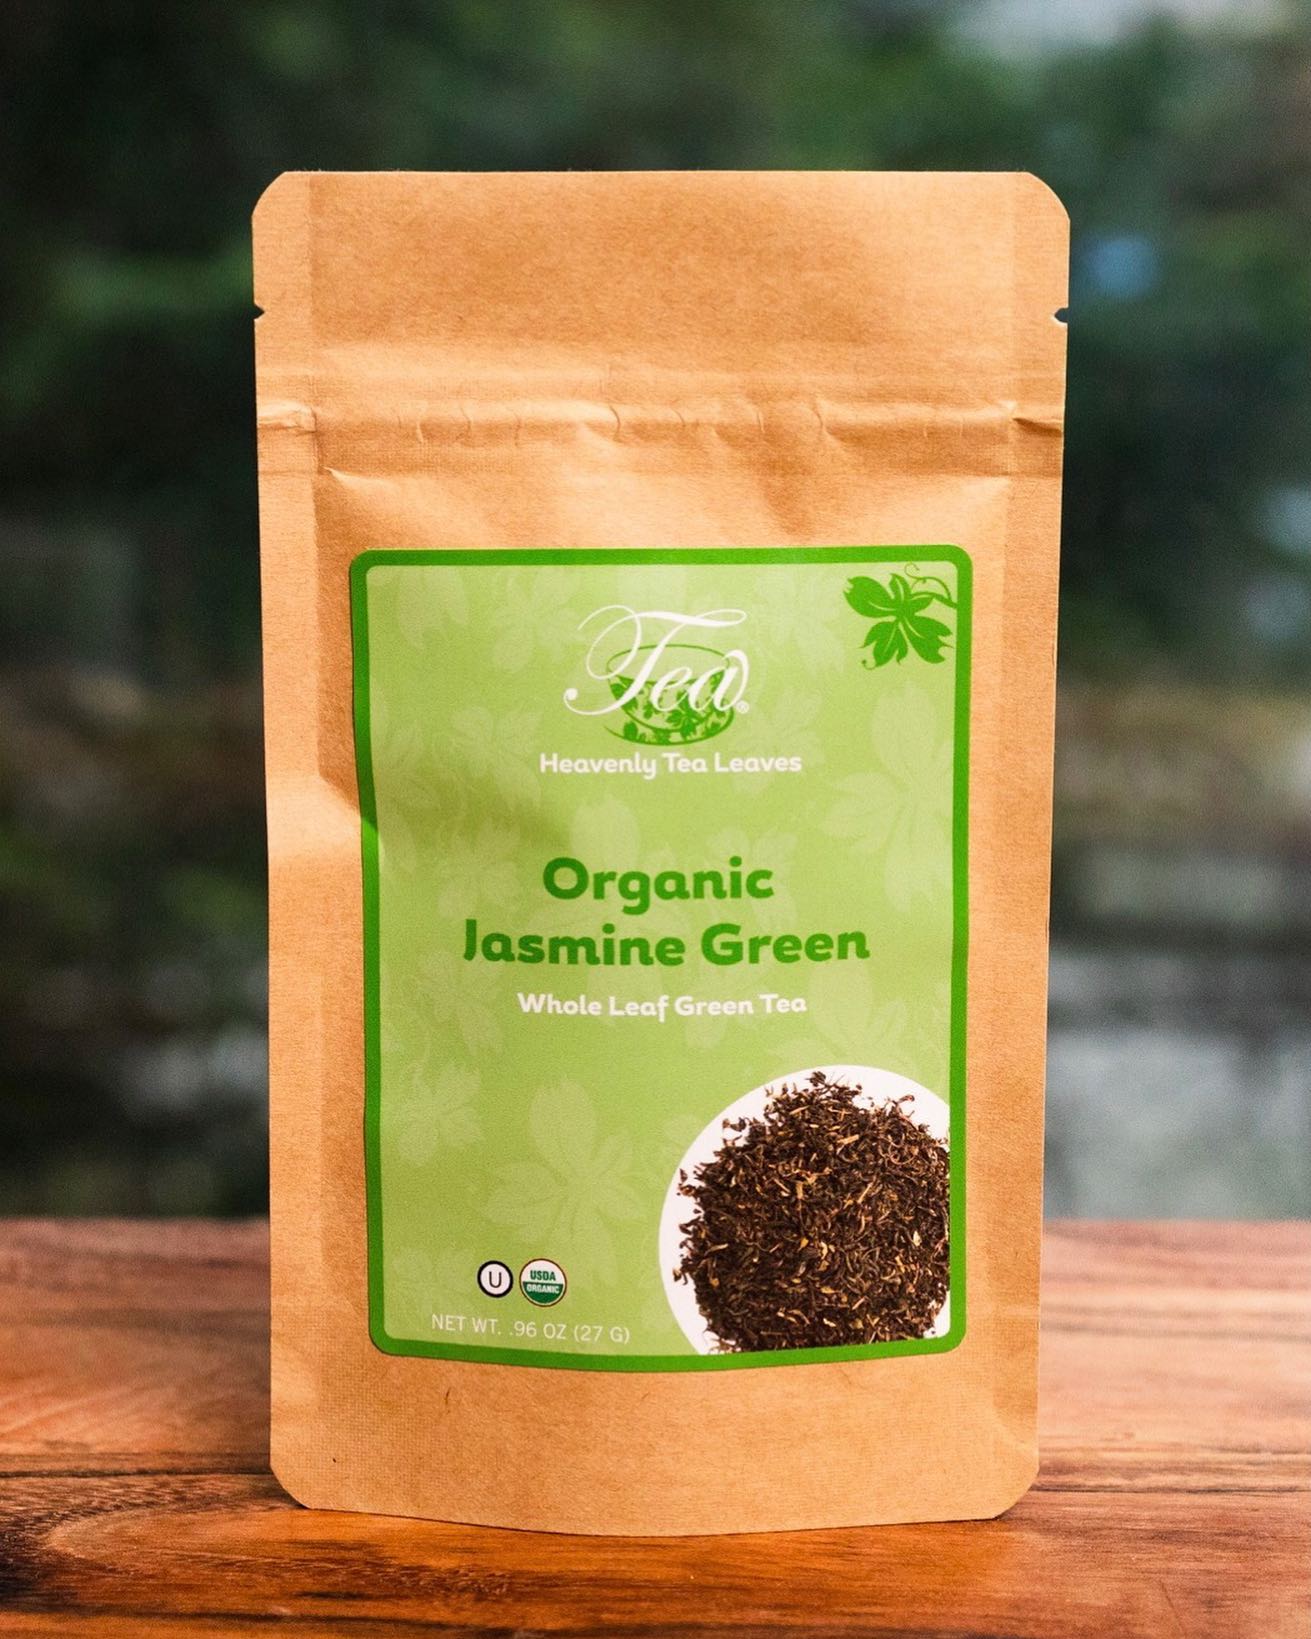 Tea®
Heavenly Tea Leaves
Organic
Jasmine Green
Whole Leaf Green Tea
U
USDA
ORGANIC
NET WT. .96 OZ (27 G)